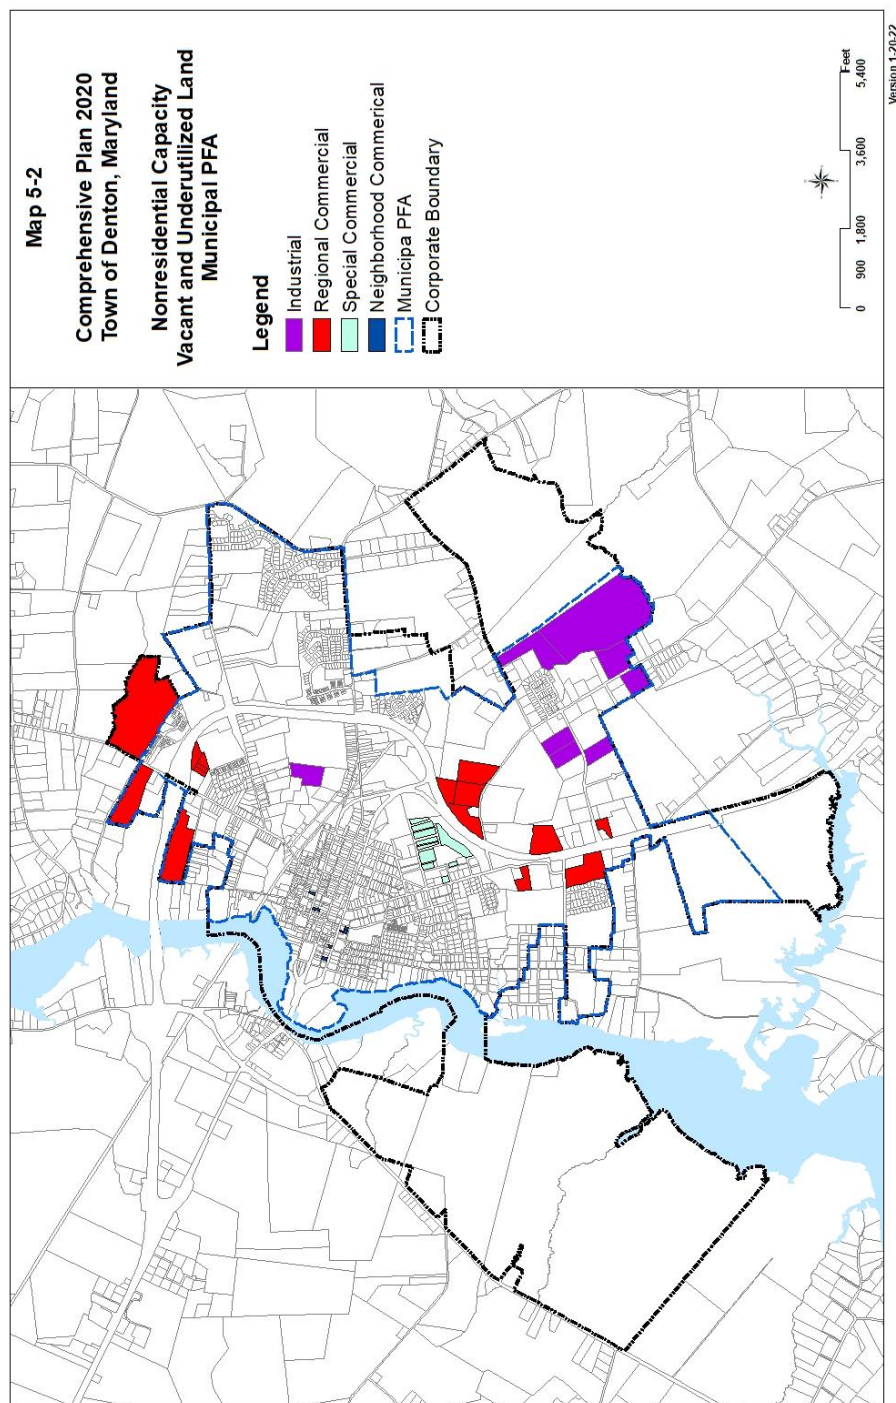 Map 5-2
Comprehensive Plan 2020
Town of Denton, Maryland
Nonresidential Capacity
Vacant and Underutilized Land
Municipal PFA
Legend
Industrial
Regional Commercial
Special Commercial
Neighborhood Commerical
Municipa PFA
Corporate Boundary
Feet
0 900 1,800 3,600 5,400
Version 1-20-22